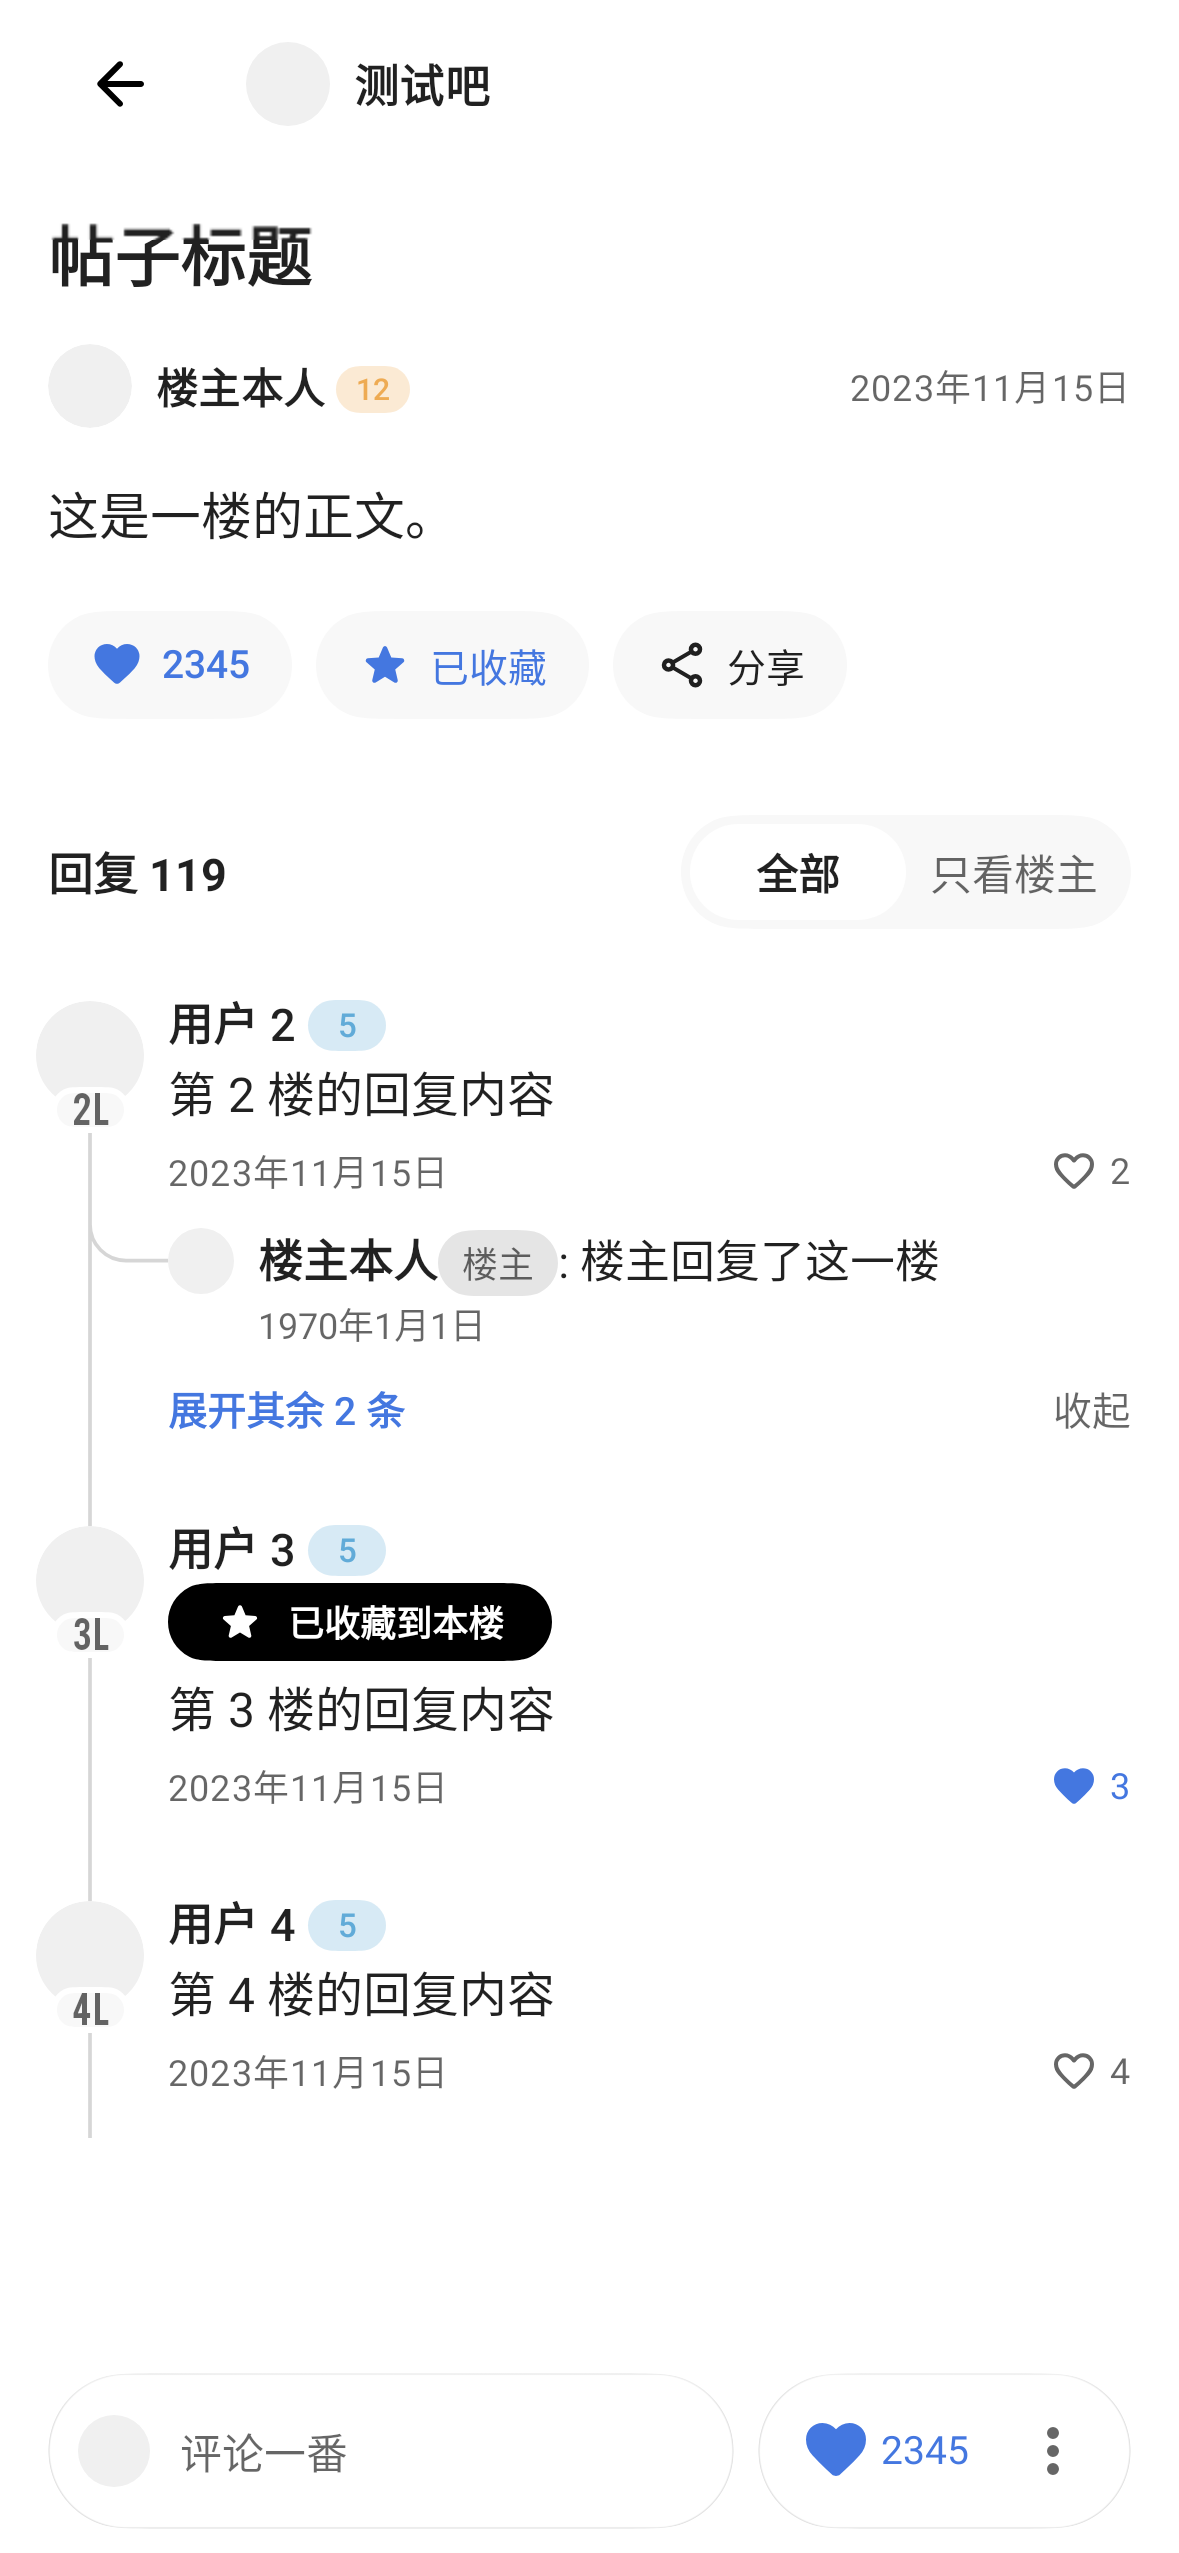 测试吧
帖子标题
楼主本人 12 2023年11月15日
这是一楼的正文。
2345 已收藏 分享
回复 119 全部 只看楼主
用户 2 5
2L
第 2 楼的回复内容
2023年11月15日 2
楼主本人 楼主 : 楼主回复了这一楼
1970年1月1日
展开其余 2 条 收起
用户 3 5
3L
已收藏到本楼
第 3 楼的回复内容
2023年11月15日 3
用户 4 5
4L
第 4 楼的回复内容
2023年11月15日 4
评论一番 2345